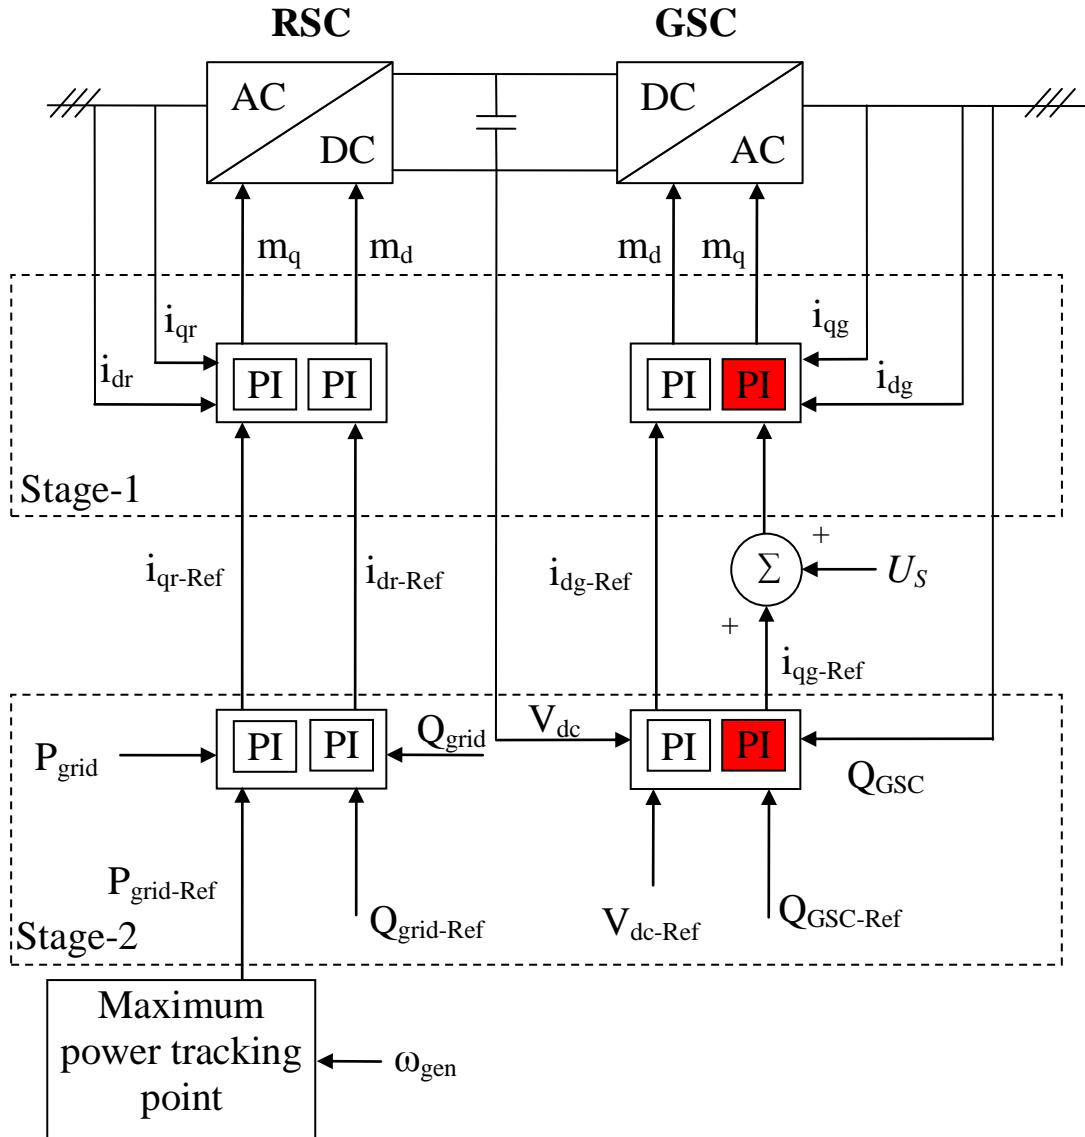 RSC GSC
AC DC
DC AC
m_q m_d m_d m_q
i_qr i_qg
i_dr i_dg
PI PI PI PI
Stage-1
+
i_qr-Ref i_dr-Ref i_dg-Ref Σ U_S
+
i_qg-Ref
P_grid PI PI Q_grid V_dc PI PI Q_GSC
P_grid-Ref
Q_grid-Ref V_dc-Ref Q_GSC-Ref
Stage-2
Maximum
power tracking
point
ω_gen